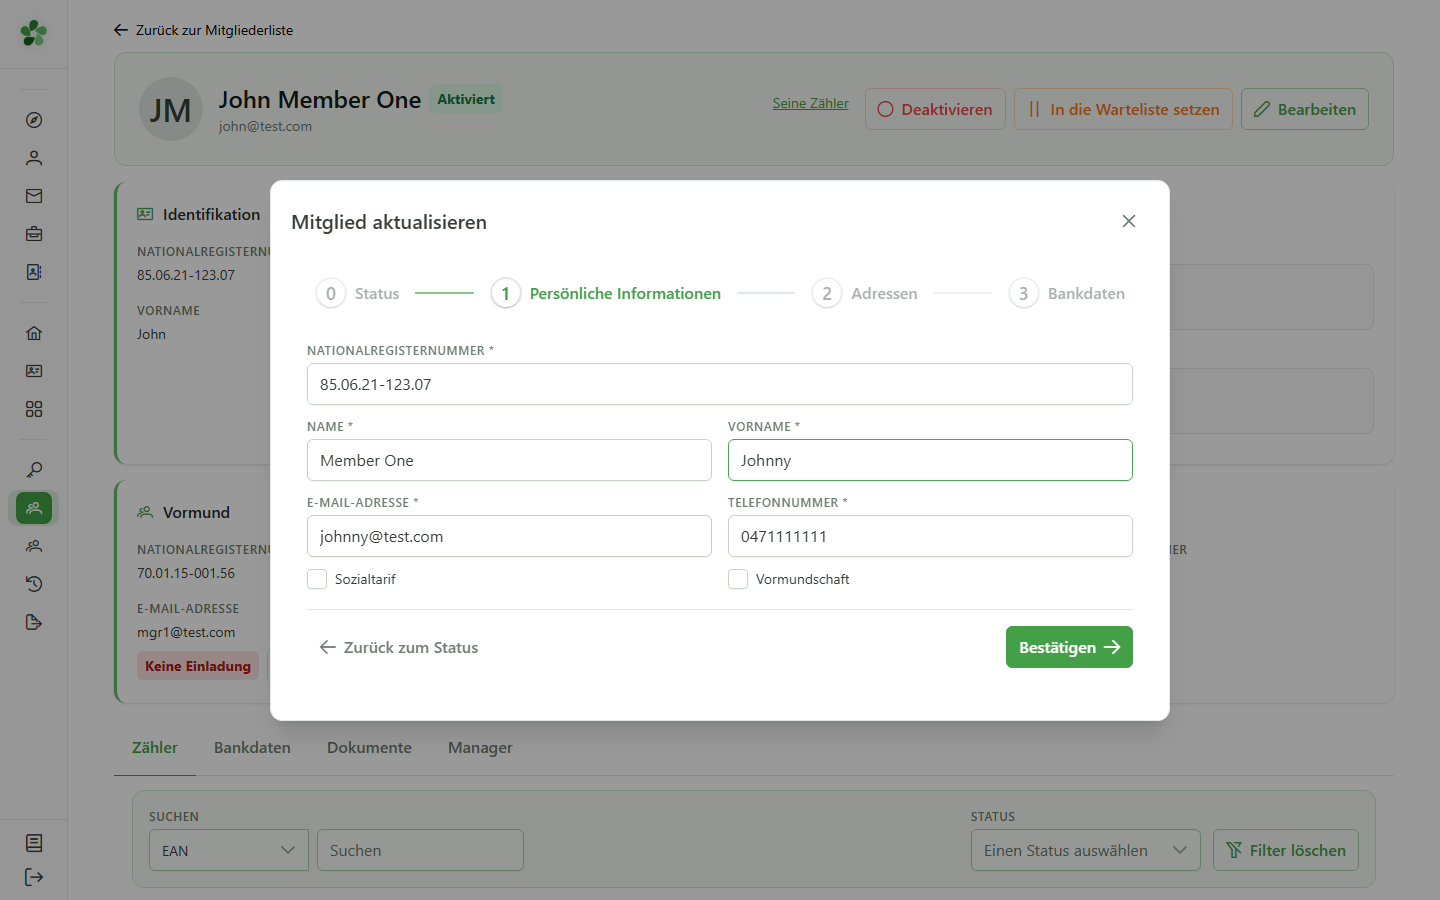 Zurück zur Mitgliederliste
JM
John Member One
Aktiviert
john@test.com
Seine Zähler
Deaktivieren
In die Warteliste setzen
Bearbeiten
Identifikation
NATIONALREGISTERNU
85.06.21-123.07
VORNAME
John
Mitglied aktualisieren
0 Status
1 Persönliche Informationen
2 Adressen
3 Bankdaten
NATIONALREGISTERNUMMER *
85.06.21-123.07
NAME *
VORNAME *
Member One
Johnny
E-MAIL-ADRESSE *
TELEFONNUMMER *
johnny@test.com
0471111111
Sozialtarif
Vormundschaft
Zurück zum Status
Bestätigen
Vormund
NATIONALREGISTERNU
ER
70.01.15-001.56
E-MAIL-ADRESSE
mgr1@test.com
Keine Einladung
Zähler
Bankdaten
Dokumente
Manager
SUCHEN
STATUS
EAN
Suchen
Einen Status auswählen
Filter löschen